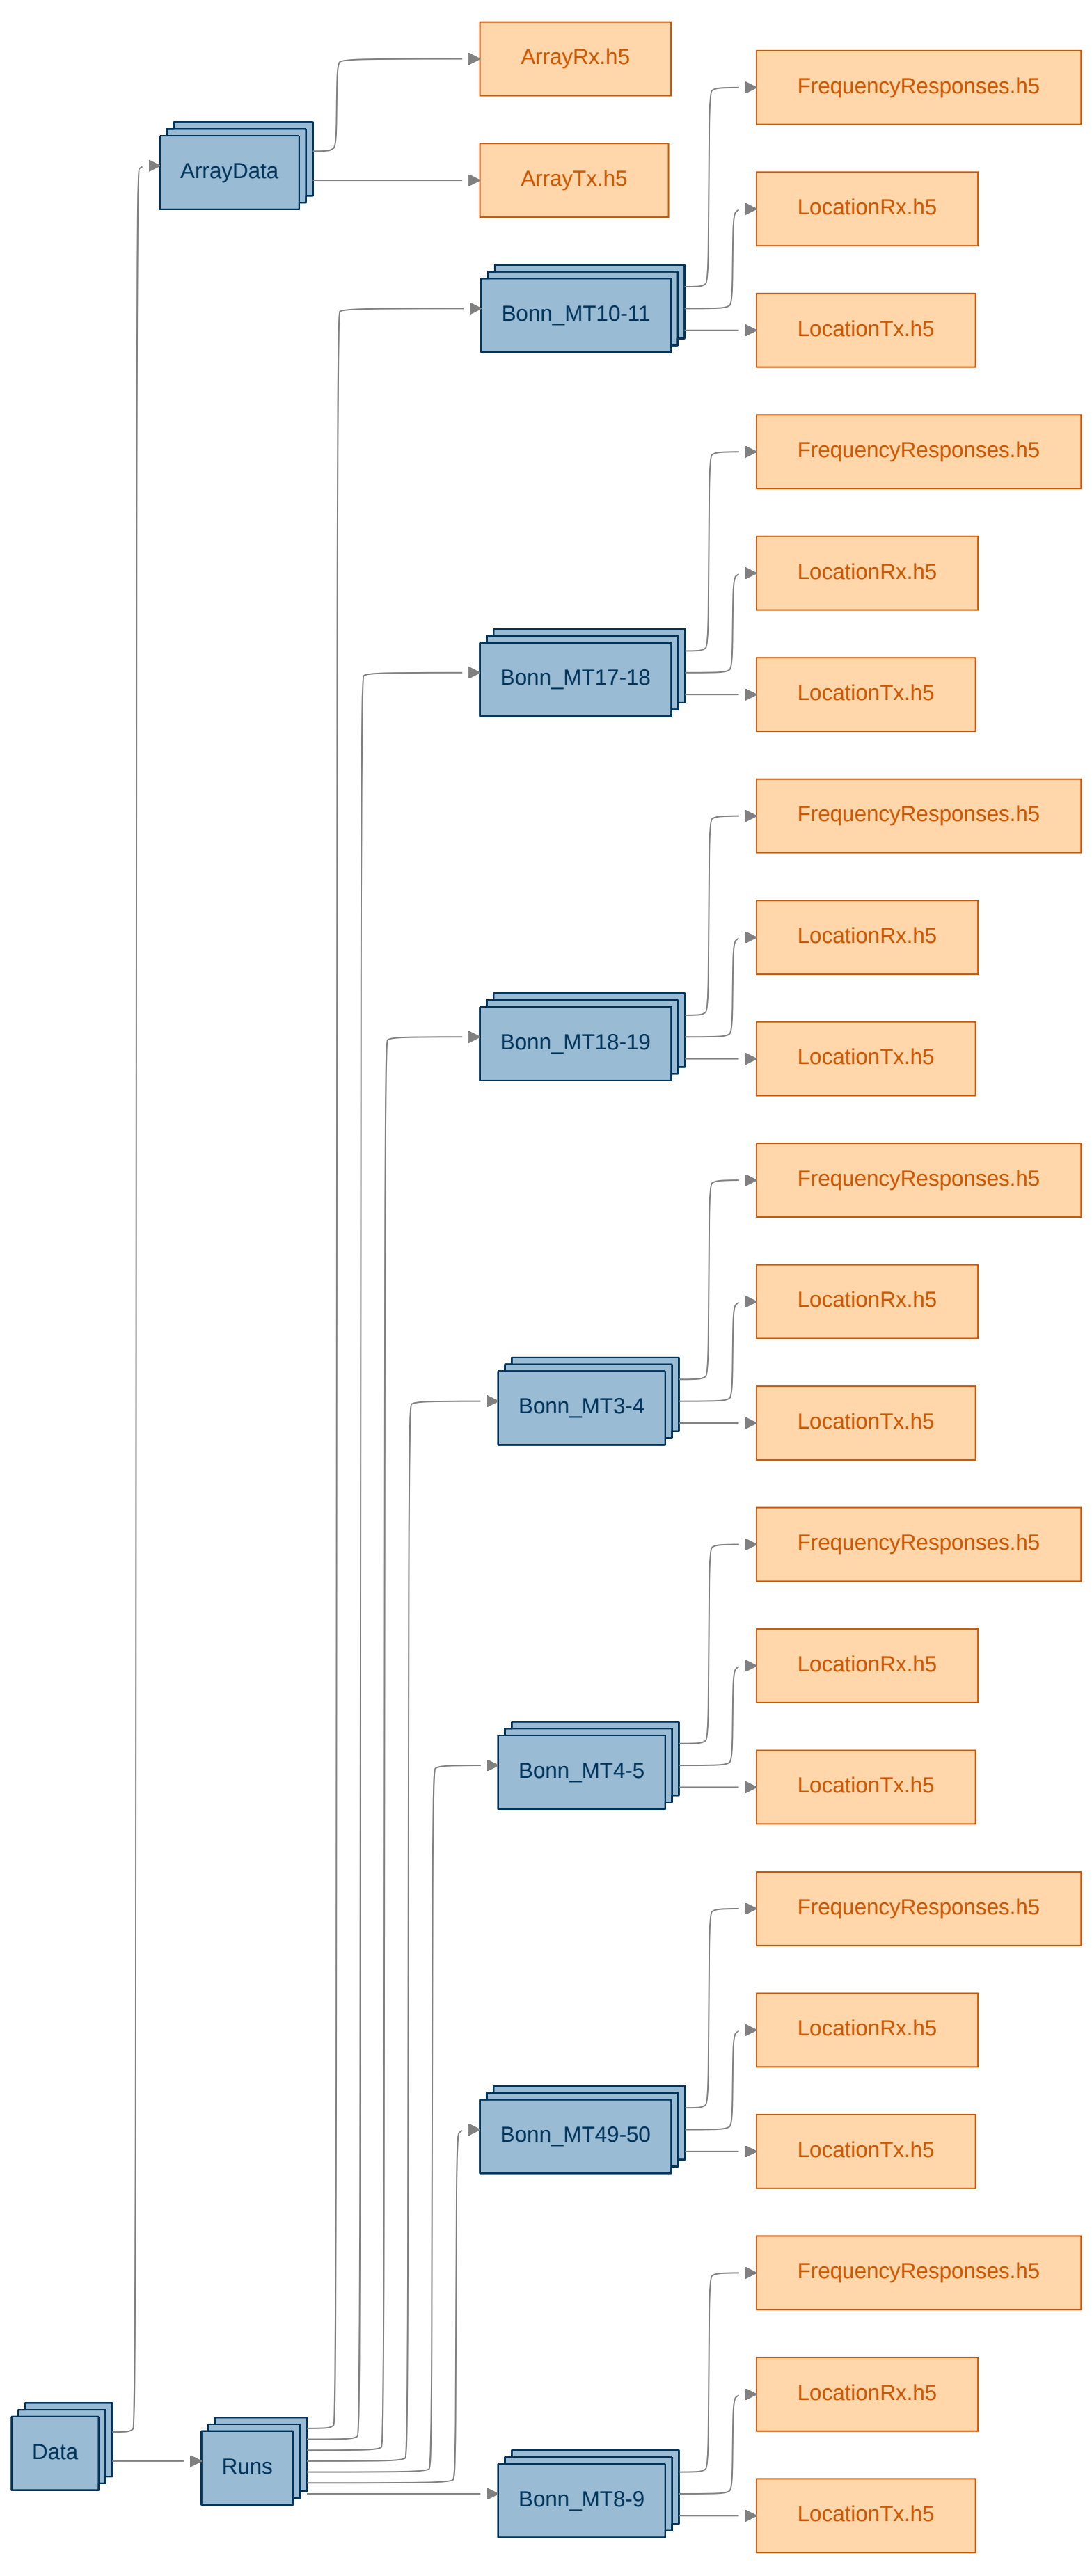 ArrayRx.h5
FrequencyResponses.h5
ArrayData
ArrayTx.h5
LocationRx.h5
Bonn_MT10-11
LocationTx.h5
FrequencyResponses.h5
LocationRx.h5
Bonn_MT17-18
LocationTx.h5
FrequencyResponses.h5
LocationRx.h5
Bonn_MT18-19
LocationTx.h5
FrequencyResponses.h5
LocationRx.h5
Bonn_MT3-4
LocationTx.h5
FrequencyResponses.h5
LocationRx.h5
Bonn_MT4-5
LocationTx.h5
FrequencyResponses.h5
LocationRx.h5
Bonn_MT49-50
LocationTx.h5
FrequencyResponses.h5
LocationRx.h5
Data
Runs
Bonn_MT8-9
LocationTx.h5